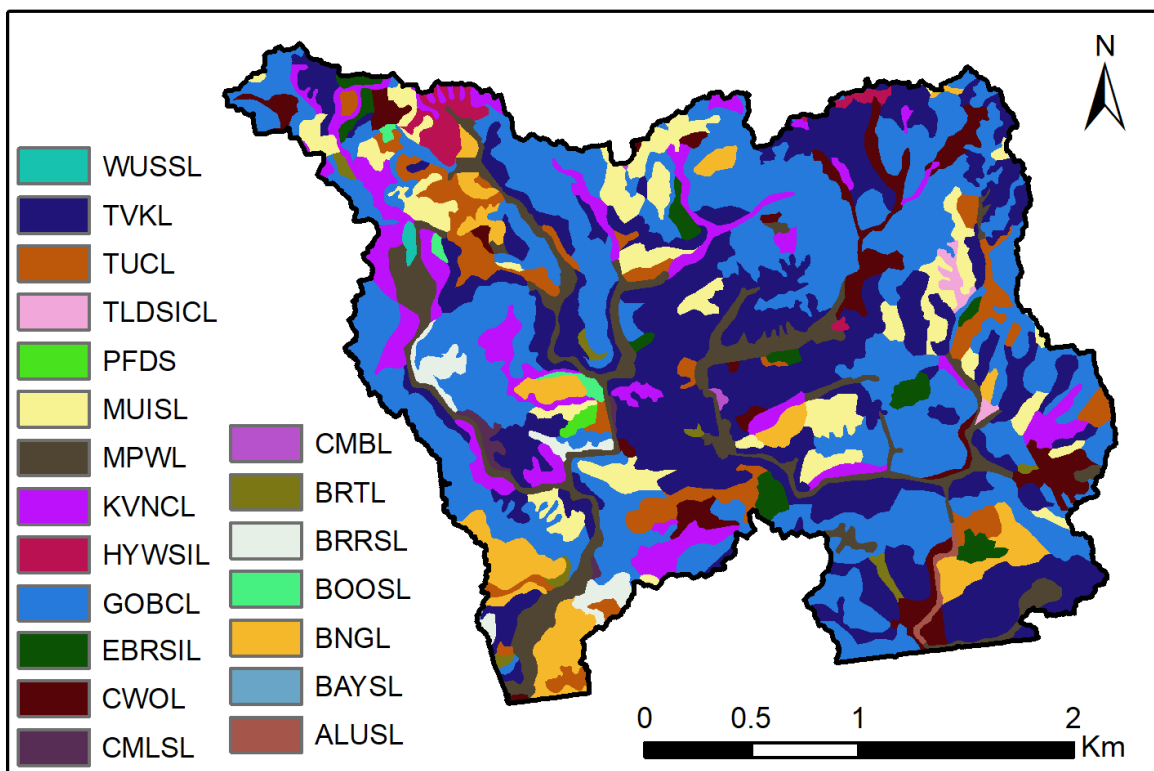 N
WUSSL
TVKL
TUCL
TLDSICL
PFDS
MUISL
MPWL
KVNCL
HYWSIL
GOBCL
EBRSIL
CWOL
CMLSL
CMBL
BRTL
BRRSL
BOOSL
BNGL
BAYSL
ALUSL
0 0.5 1 2
Km